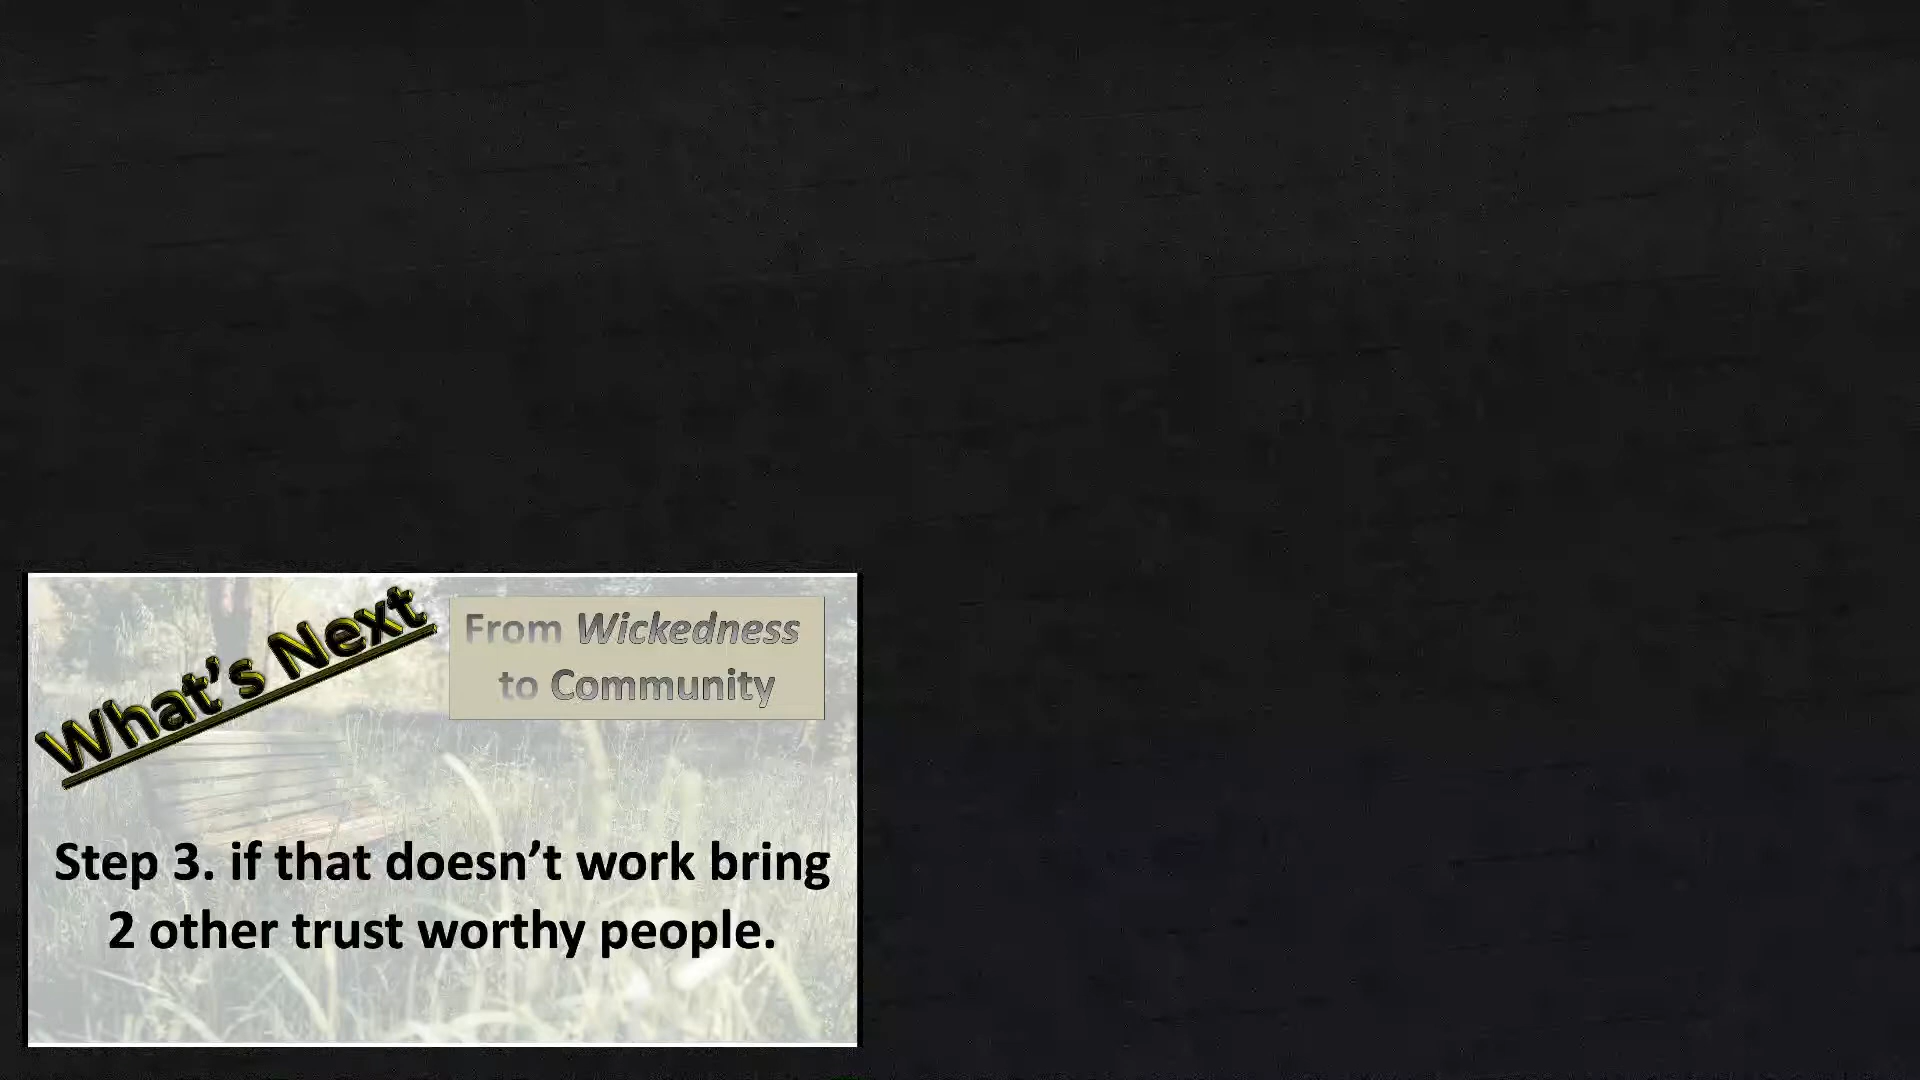 What's Next
From Wickedness
to Community
Step 3. if that doesn't work bring
2 other trust worthy people.